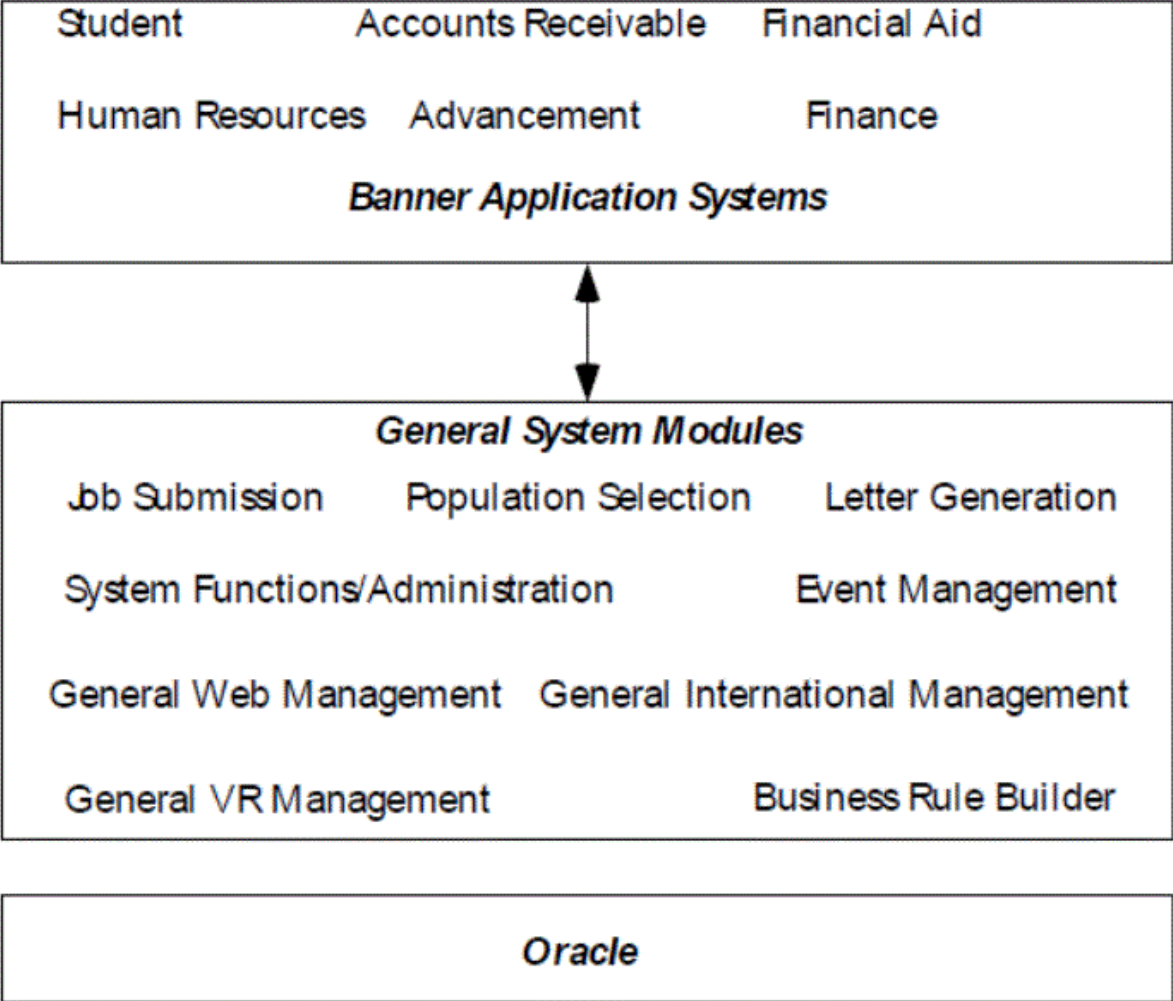 Student Accounts Receivable Financial Aid
Human Resources Advancement Finance
Banner Application Systems
General System Modules
Job Submission Population Selection Letter Generation
System Functions/Administration Event Management
General Web Management General International Management
General VR Management Business Rule Builder
Oracle